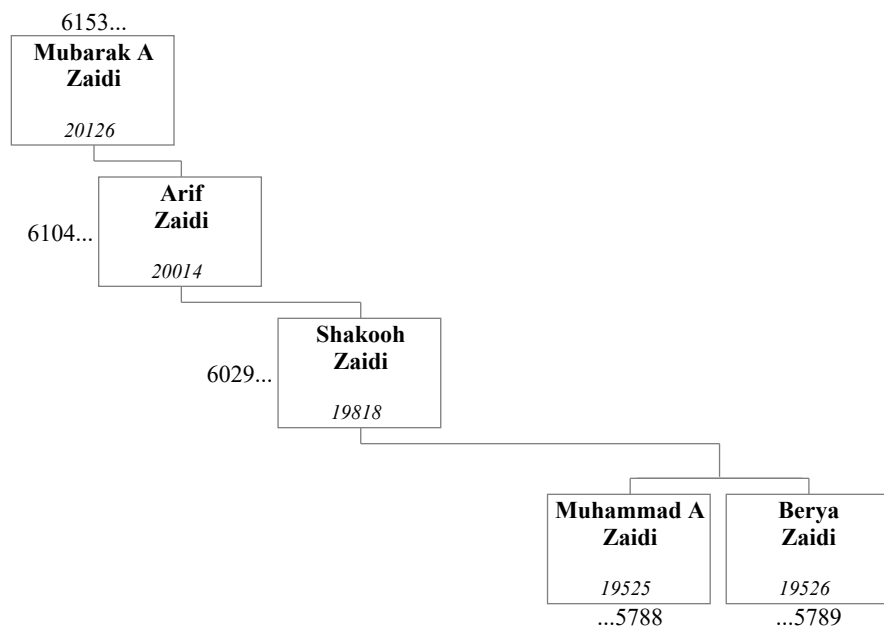 6153...
Mubarak A
Zaidi
20126
Arif
Zaidi
6104...
20014
Shakooh
Zaidi
6029...
19818
Muhammad A
Zaidi
19525
...5788
Berya
Zaidi
19526
...5789